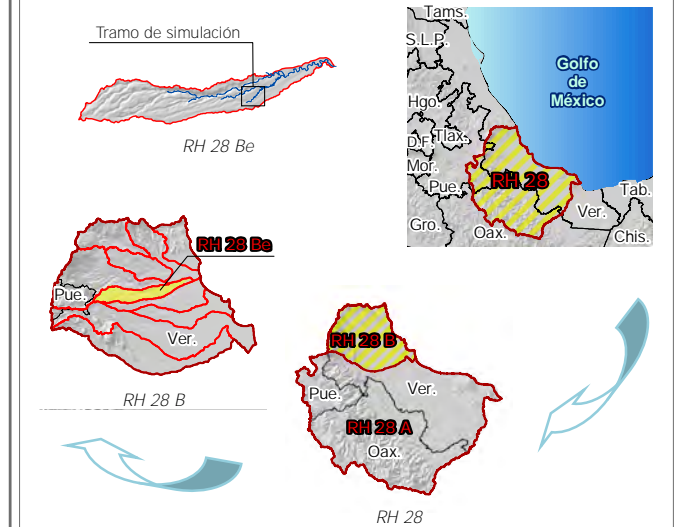 Tramo de simulación
RH 28 Be
Tams.
S.L.P.
Golfo
de
México
Hgo.
D.F.
Tlax.
Mor.
Pue.
RH 28
Gro.
Oax.
Ver.
Tab.
Chis.
RH 28 Be
Pue.
Ver.
RH 28 B
RH 28 B
Pue.
Ver.
RH 28 A
Oax.
RH 28